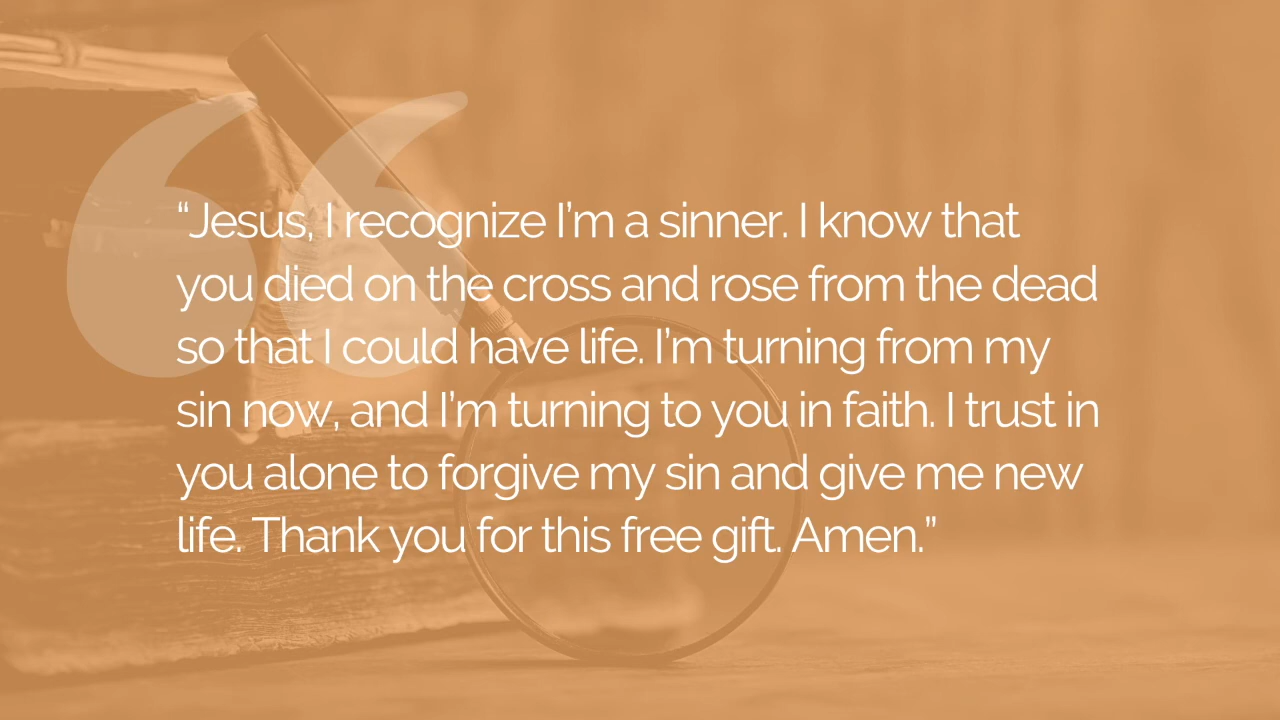 “Jesus, I recognize I’m a sinner. I know that
you died on the cross and rose from the dead
so that I could have life. I’m turning from my
sin now, and I’m turning to you in faith. I trust in
you alone to forgive my sin and give me new
life. Thank you for this free gift. Amen.”